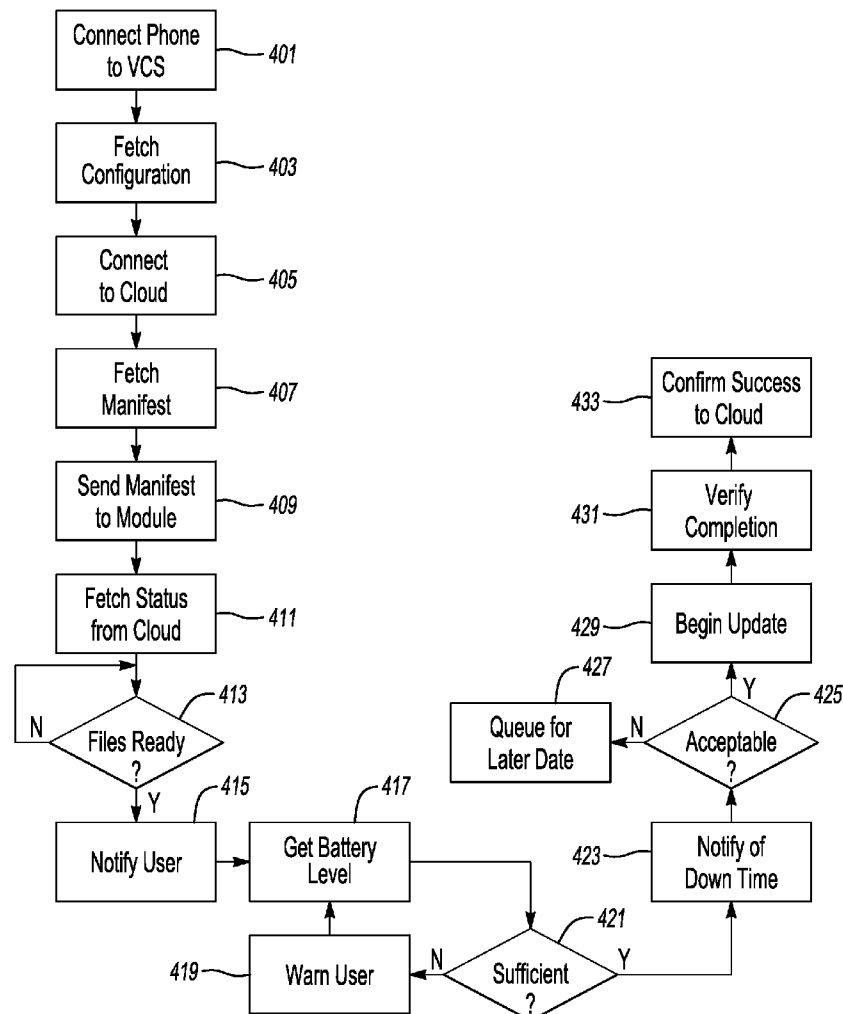 Connect Phone
to VCS
401
Fetch
Configuration
403
Connect
to Cloud
405
Fetch
Manifest
407
Send Manifest
to Module
409
Fetch Status
from Cloud
411
413
N
Files Ready
?
Y
415
Notify User
417
Get Battery
Level
419
Warn User
N
421
Sufficient
?
Y
423
Notify of
Down Time
425
Acceptable
?
N
Y
427
Queue for
Later Date
429
Begin Update
431
Verify
Completion
433
Confirm Success
to Cloud